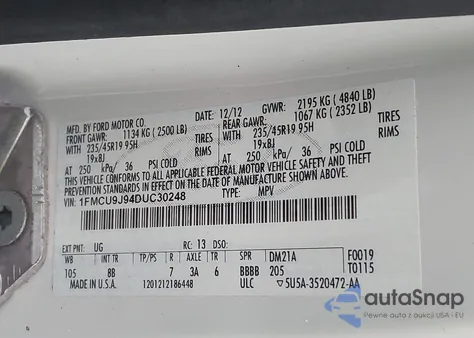 MFD. BY FORD MOTOR CO.
DATE: 12/12 GVWR: 2195 KG (4840 LB)
FRONT GAWR: 1134 KG (2500 LB) REAR GAWR: 1067 KG (2352 LB)
WITH 235/45R19 95H TIRES WITH 235/45R19 95H TIRES
19x8J RIMS 19x8J RIMS
AT 250 kPa/ 36 PSI COLD AT 250 kPa/ 36 PSI COLD
THIS VEHICLE CONFORMS TO ALL APPLICABLE FEDERAL MOTOR VEHICLE SAFETY AND THEFT
PREVENTION STANDARDS IN EFFECT ON THE DATE OF MANUFACTURE SHOWN ABOVE.
VIN: 1FMCU9J94DUC30248
TYPE: MPV
EXT PNT: UG RC: 13 DSO:
WB INT TR TP/PS R AXLE TR SPR DM21A F0019
105 8B 7 3A 6 BBBB 205 T0115
MADE IN U.S.A. 1201212186448 ULC 5U5A-3520472-AA
autaSnap
Pewne auto z USA i EU